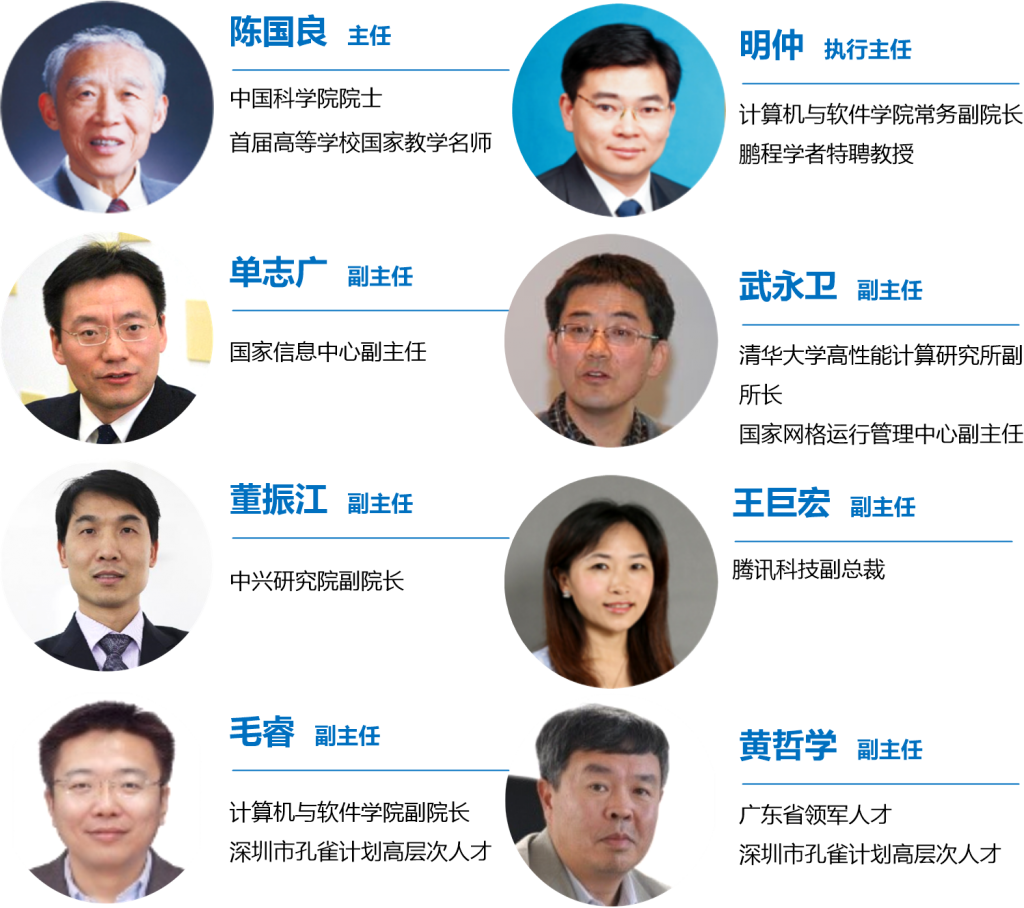 陈国良 主任
中国科学院院士
首届高等学校国家教学名师
明仲 执行主任
计算机与软件学院常务副院长
鹏程学者特聘教授
单志广 副主任
国家信息中心副主任
武永卫 副主任
清华大学高性能计算研究所副
所长
国家网格运行管理中心副主任
董振江 副主任
中兴研究院副院长
王巨宏 副主任
腾讯科技副总裁
毛睿 副主任
计算机与软件学院副院长
深圳市孔雀计划高层次人才
黄哲学 副主任
广东省领军人才
深圳市孔雀计划高层次人才